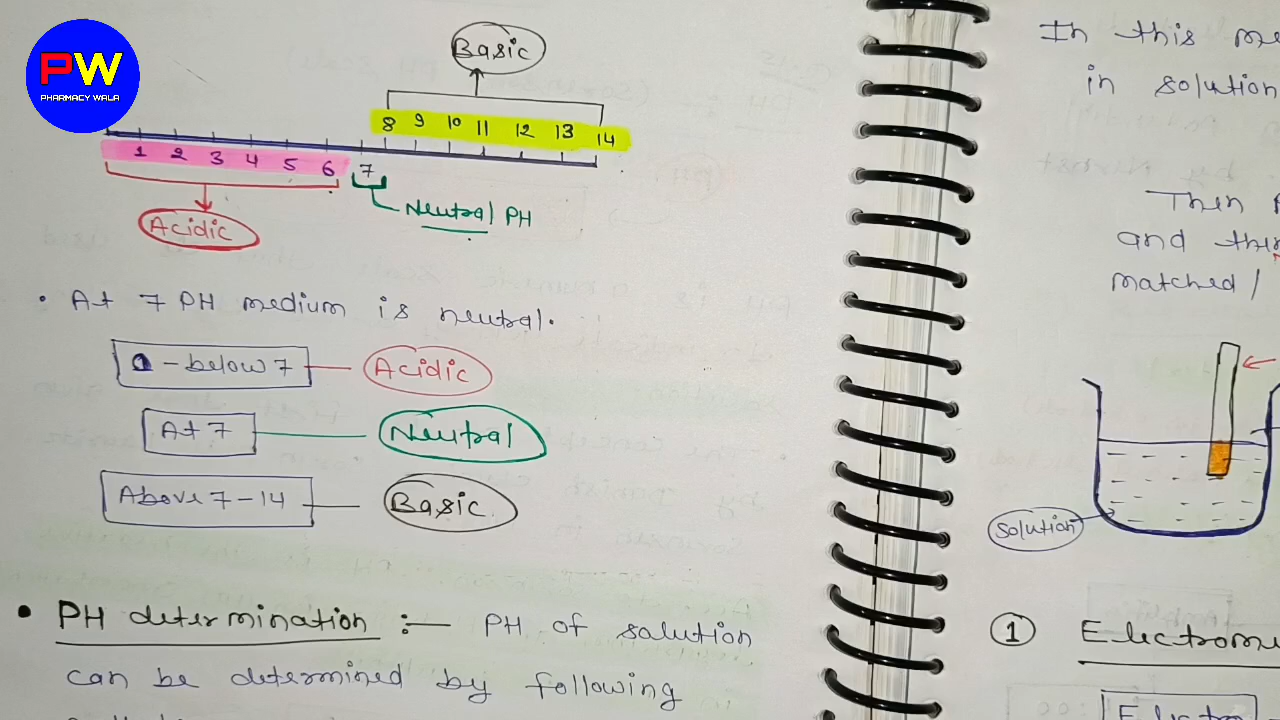 PW
PHARMACY WALA
Basic
8 9 10 11 12 13 14
1 2 3 4 5 6 7
Neutral PH
Acidic
• At 7 PH medium is neutral.
0 - below 7 — Acidic
At 7 — Neutral
Above 7 - 14 — Basic
• PH determination :— PH of solution
can be determined by following
In this
in solution
Then
and
matched /
Solution
1
Electro